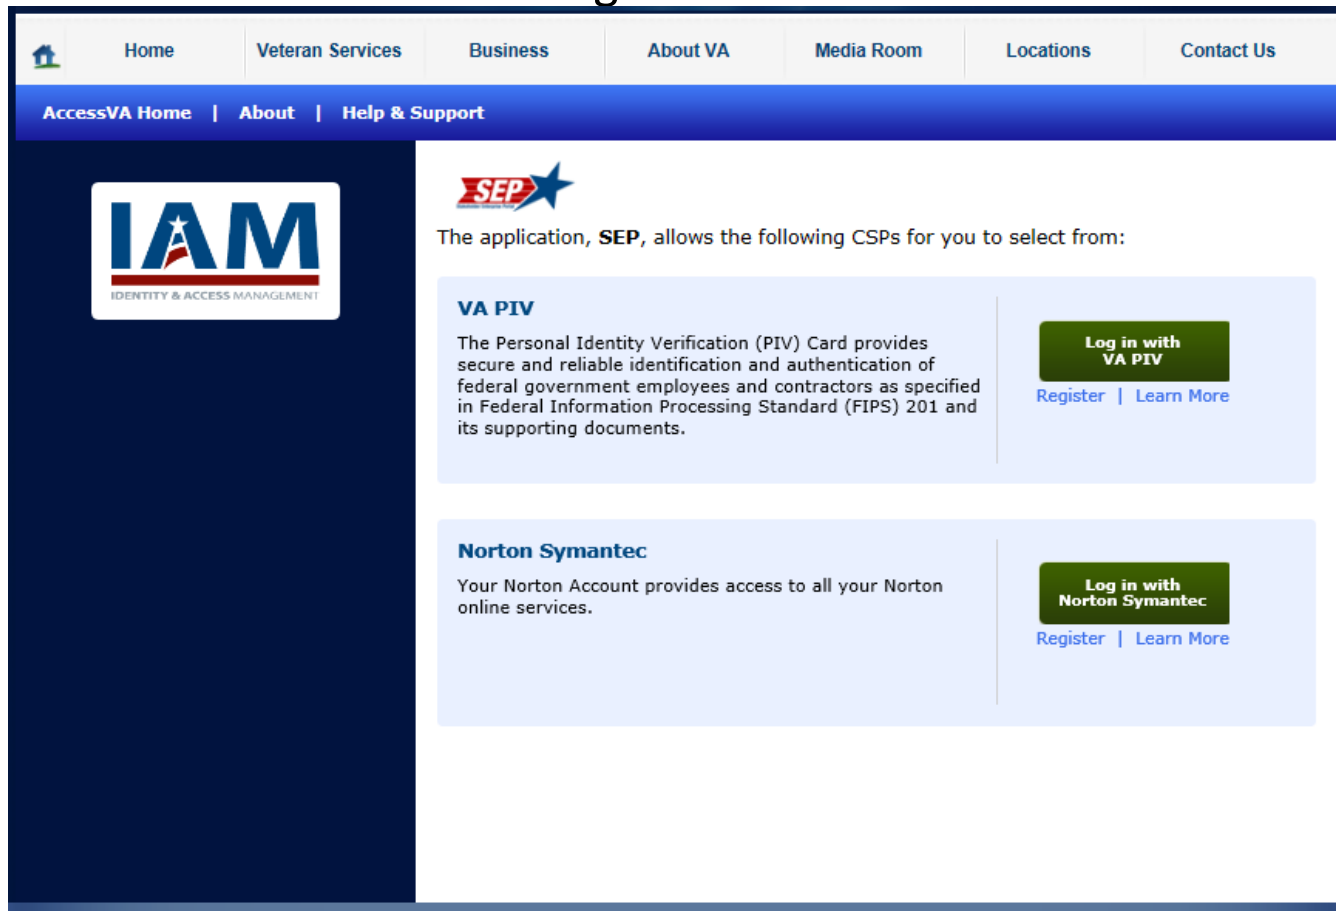 Home
Veteran Services
Business
About VA
Media Room
Locations
Contact Us
AccessVA Home | About | Help & Support
IAM
IDENTITY & ACCESS MANAGEMENT
SEP
The application, SEP, allows the following CSPs for you to select from:
VA PIV
The Personal Identity Verification (PIV) Card provides
secure and reliable identification and authentication of
federal government employees and contractors as specified
in Federal Information Processing Standard (FIPS) 201 and
its supporting documents.
Log in with
VA PIV
Register | Learn More
Norton Symantec
Your Norton Account provides access to all your Norton
online services.
Log in with
Norton Symantec
Register | Learn More